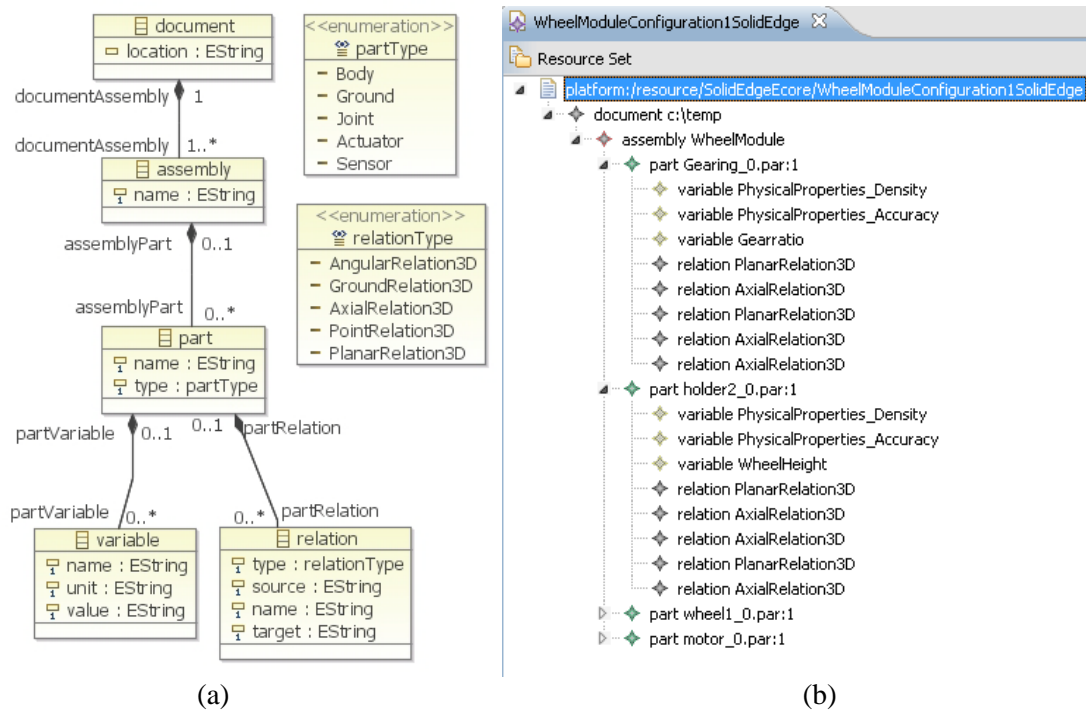 document
location : EString
documentAssembly
1
documentAssembly
1..*
assembly
name : EString
assemblyPart
0..1
assemblyPart
0..*
part
name : EString
type : partType
partVariable
0..1
0..1
partRelation
partVariable
0..*
0..*
partRelation
variable
name : EString
unit : EString
value : EString
relation
type : relationType
source : EString
name : EString
target : EString
<<enumeration>>
partType
Body
Ground
Joint
Actuator
Sensor
<<enumeration>>
relationType
AngularRelation3D
GroundRelation3D
AxialRelation3D
PointRelation3D
PlanarRelation3D
(a)
WheelModuleConfiguration1SolidEdge
Resource Set
platform:/resource/SolidEdgeEcore/WheelModuleConfiguration1SolidEdge
document c:\temp
assembly WheelModule
part Gearing_0.par:1
variable PhysicalProperties_Density
variable PhysicalProperties_Accuracy
variable Gearratio
relation PlanarRelation3D
relation AxialRelation3D
relation PlanarRelation3D
relation AxialRelation3D
relation AxialRelation3D
part holder2_0.par:1
variable PhysicalProperties_Density
variable PhysicalProperties_Accuracy
variable WheelHeight
relation PlanarRelation3D
relation AxialRelation3D
relation AxialRelation3D
relation PlanarRelation3D
relation AxialRelation3D
part wheel1_0.par:1
part motor_0.par:1
(b)